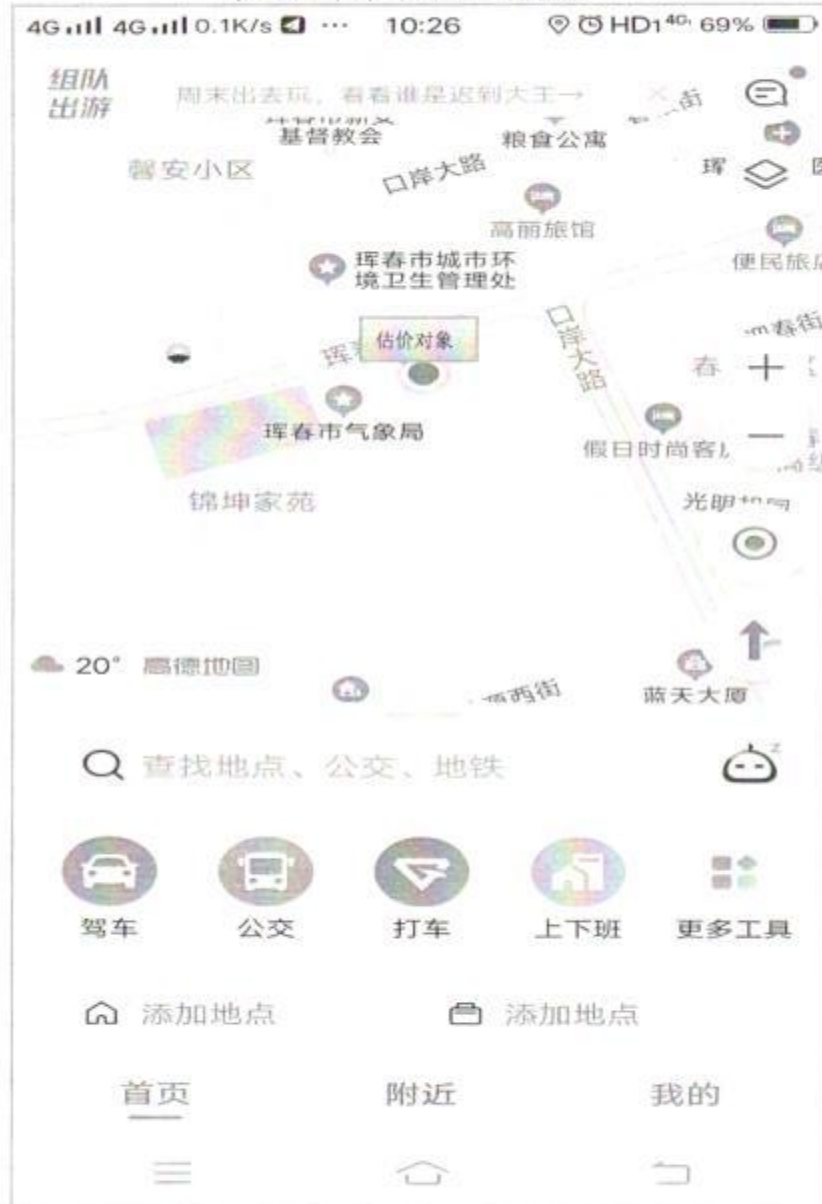 4G 4G 0.1K/s ··· 10:26 HD1 4G 69%
组队
出游
周末出去玩，看看谁是迟到大王→ ×
基督教会
粮食公寓
馨安小区
口岸大路
珲
高丽旅馆
珲春市城市环
境卫生管理处
便民旅店
估价对象
口岸大路
春街
春
珲春市气象局
假日时尚客
锦坤家苑
光明
20° 高德地图
西街
蓝天大厦
查找地点、公交、地铁
驾车 公交 打车 上下班 更多工具
添加地点 添加地点
首页 附近 我的